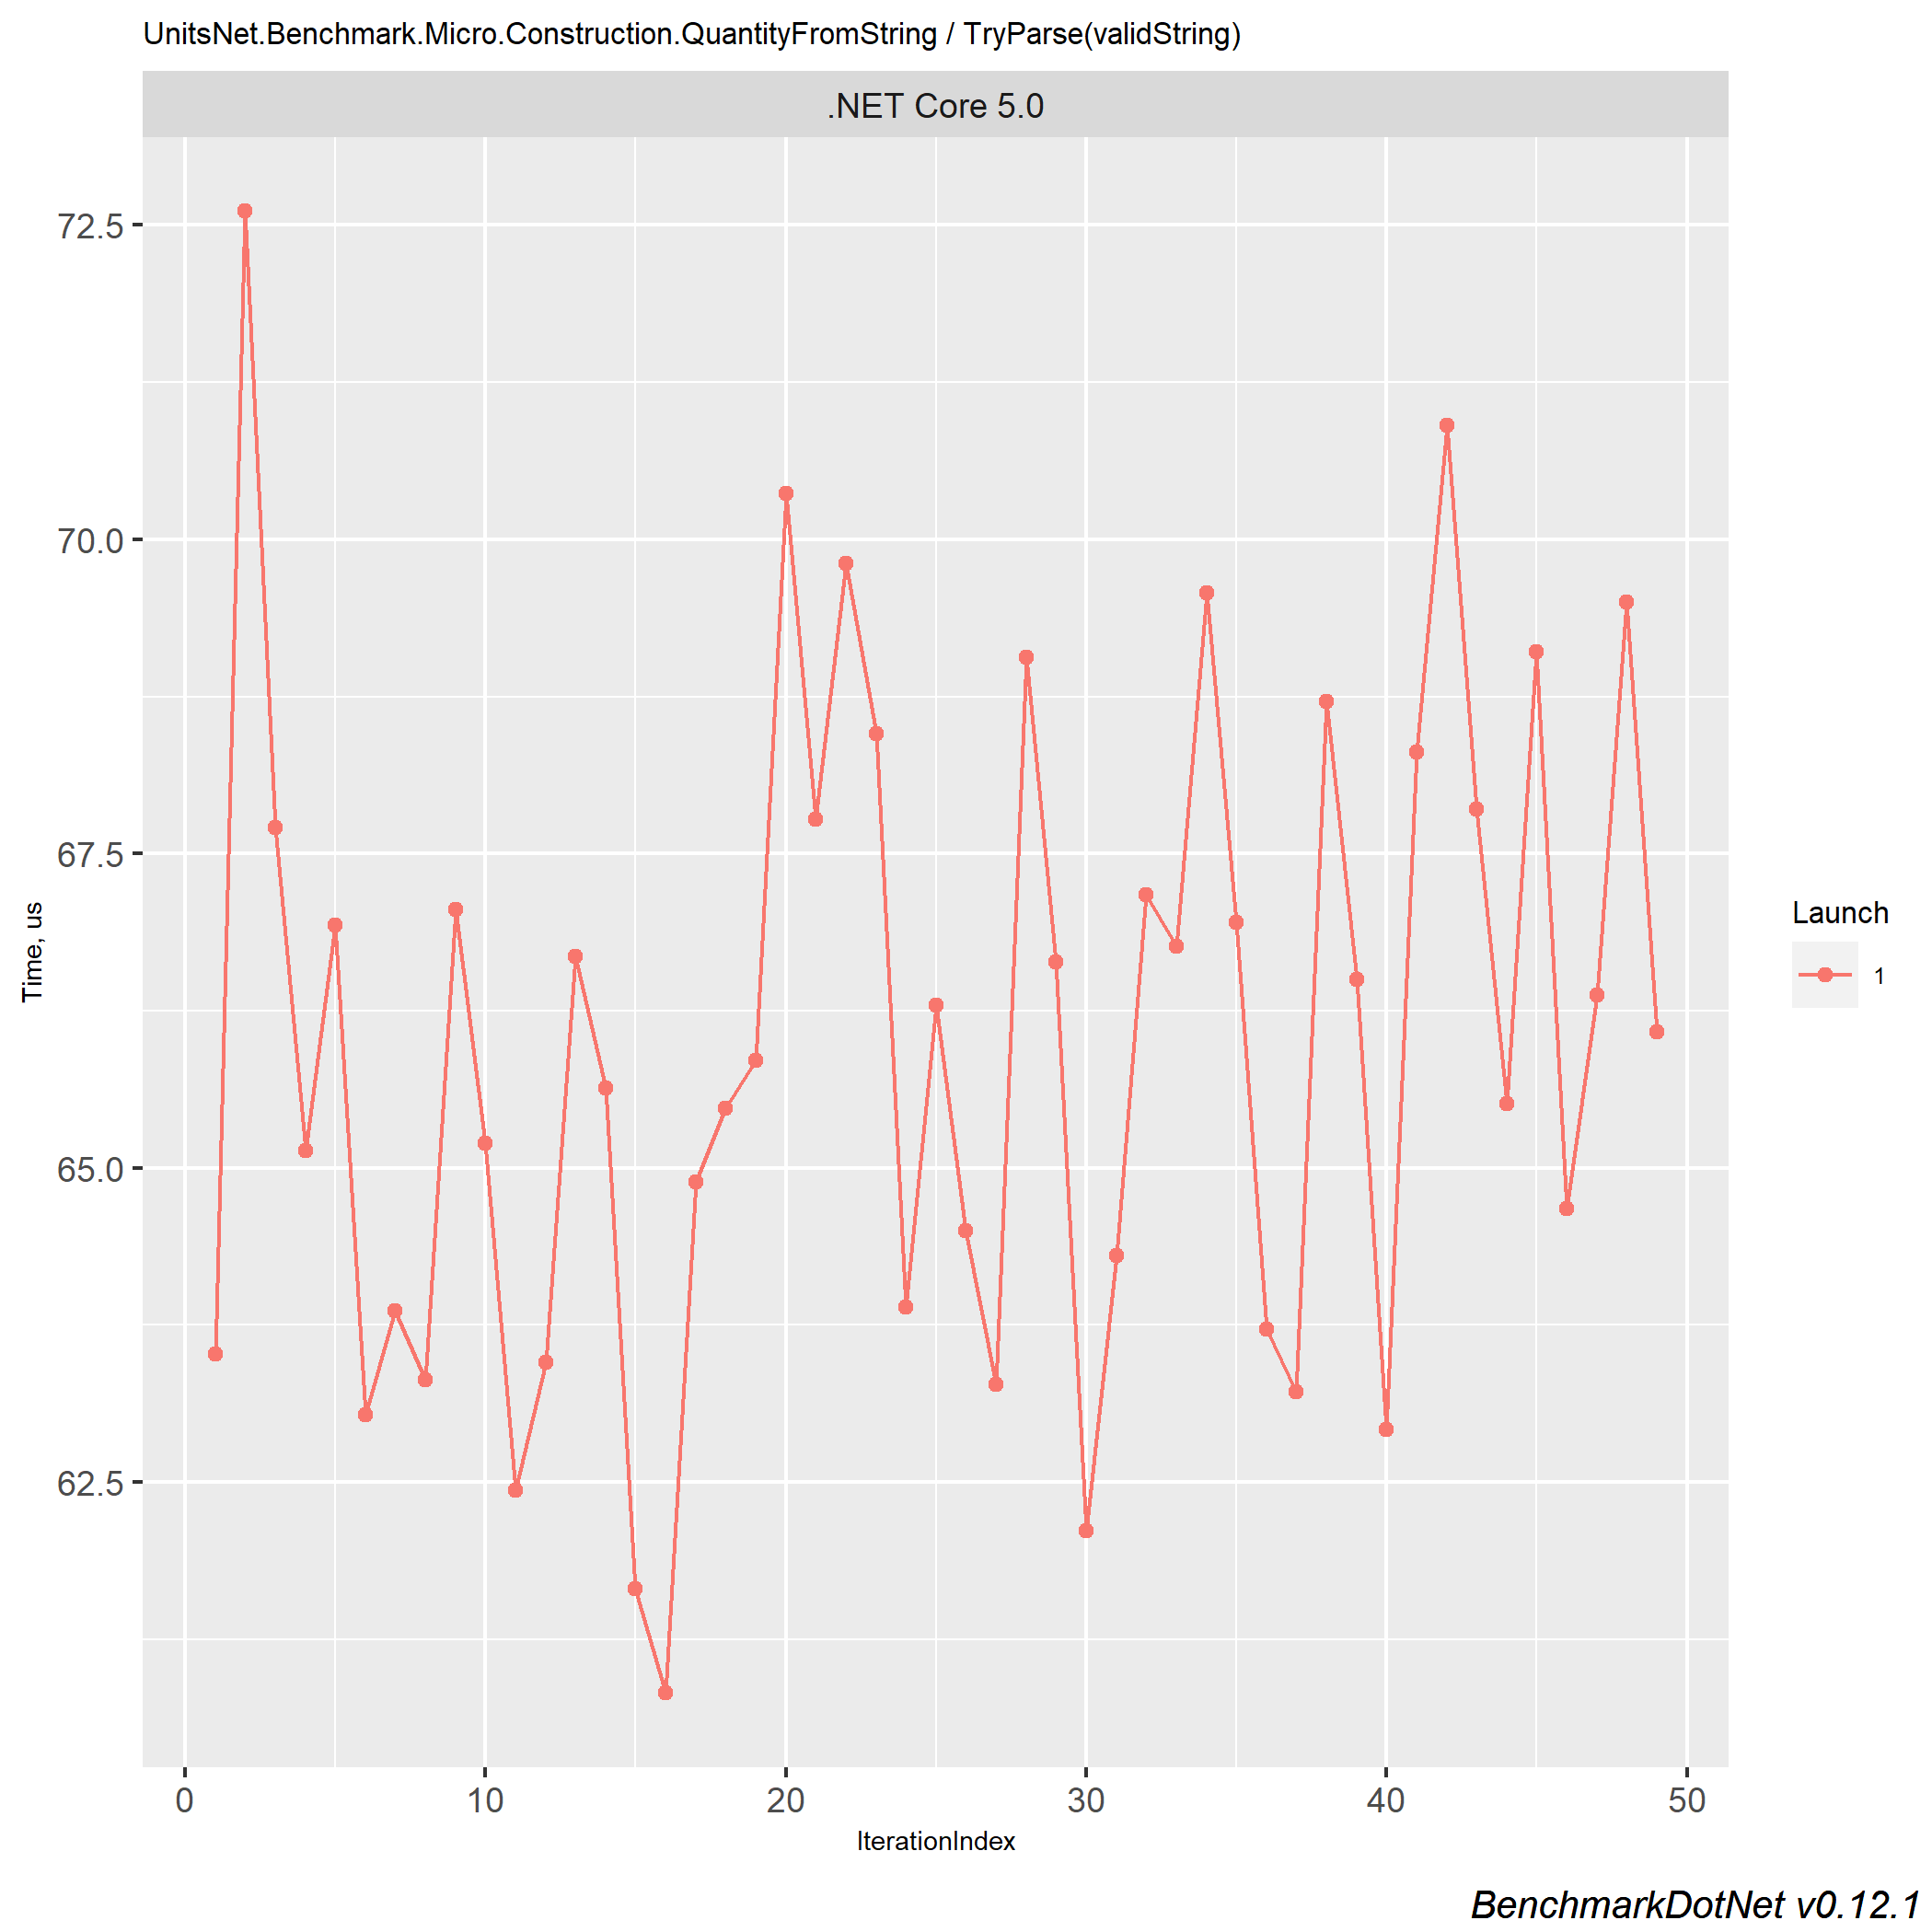 UnitsNet.Benchmark.Micro.Construction.QuantityFromString / TryParse(validString)
.NET Core 5.0
72.5
70.0
67.5
65.0
62.5
Time, us
0 10 20 30 40 50
IterationIndex
Launch
1
BenchmarkDotNet v0.12.1